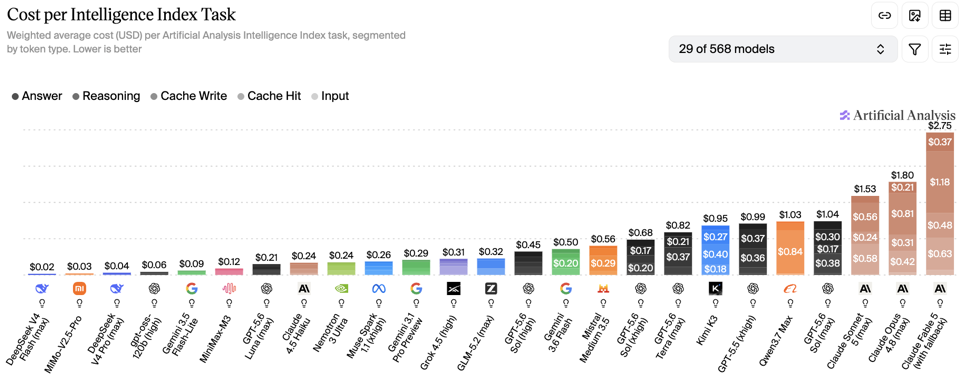 Cost per Intelligence Index Task
Weighted average cost (USD) per Artificial Analysis Intelligence Index task, segmented
by token type. Lower is better
29 of 568 models
Answer
Reasoning
Cache Write
Cache Hit
Input
Artificial Analysis
$0.02
$0.03
$0.04
$0.06
$0.09
$0.12
$0.21
$0.24
$0.24
$0.26
$0.29
$0.31
$0.32
$0.45
$0.50
$0.20
$0.56
$0.29
$0.68
$0.17
$0.20
$0.82
$0.21
$0.37
$0.95
$0.27
$0.40
$0.18
$0.99
$0.37
$0.36
$1.03
$0.84
$1.04
$0.30
$0.17
$0.38
$1.53
$0.56
$0.24
$0.58
$1.80
$0.21
$0.81
$0.31
$0.42
$2.75
$0.37
$1.18
$0.48
$0.63
DeepSeek V4
Flash (max)
MiMo-V2.5-Pro
DeepSeek
V4 Pro (max)
gpt-oss-
120b (high)
Gemini 3.5
Flash-Lite
MiniMax-M3
GPT-5.6
Luna (max)
Claude
4.5 Haiku
Nemotron
3 Ultra
Muse Spark
1.1 (xhigh)
Gemini 3.1
Pro Preview
Grok 4.5 (high)
GLM-5.2 (max)
GPT-5.6
Sol (high)
Gemini
3.6 Flash
Mistral
Medium 3.5
GPT-5.6
Sol (xhigh)
GPT-5.6
Terra (max)
Kimi K3
GPT-5.5 (xhigh)
Qwen3.7 Max
GPT-5.6
Sol (max)
Claude Sonnet
5 (max)
Claude Opus
4.8 (max)
Claude Fable 5
(with fallback)